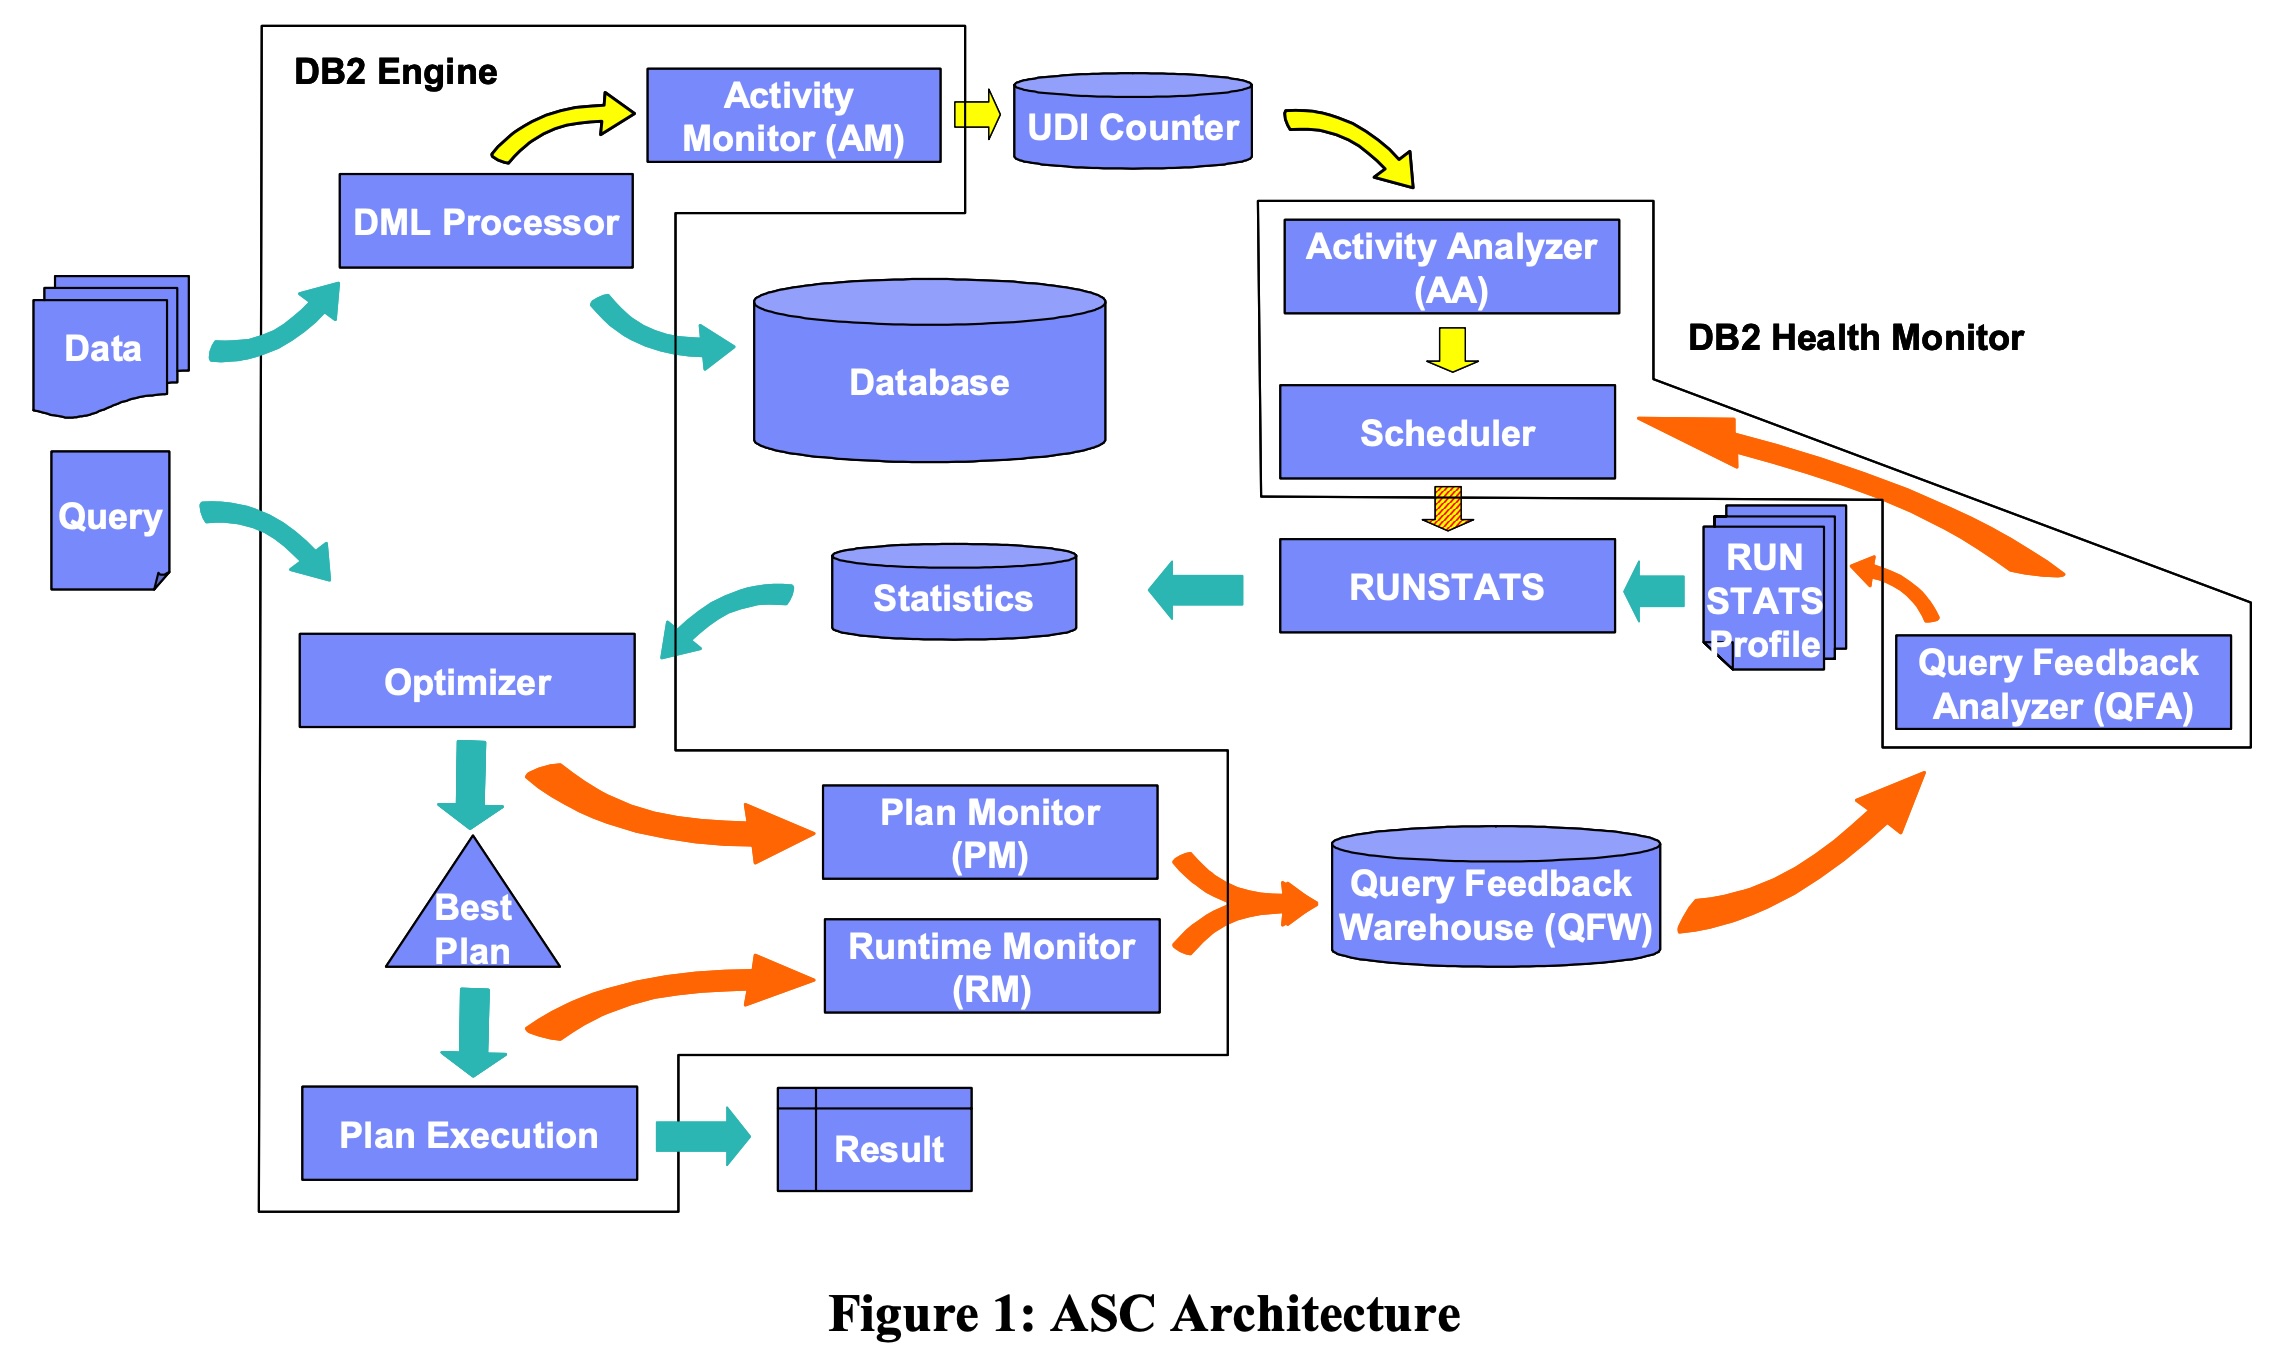 DB2 Engine
Activity
Monitor (AM)
UDI Counter
DML Processor
Activity Analyzer
(AA)
Data
Database
DB2 Health Monitor
Scheduler
Query
Statistics
RUNSTATS
RUN
STATS
Profile
Optimizer
Query Feedback
Analyzer (QFA)
Plan Monitor
(PM)
Best
Plan
Query Feedback
Warehouse (QFW)
Runtime Monitor
(RM)
Plan Execution
Result
Figure 1: ASC Architecture